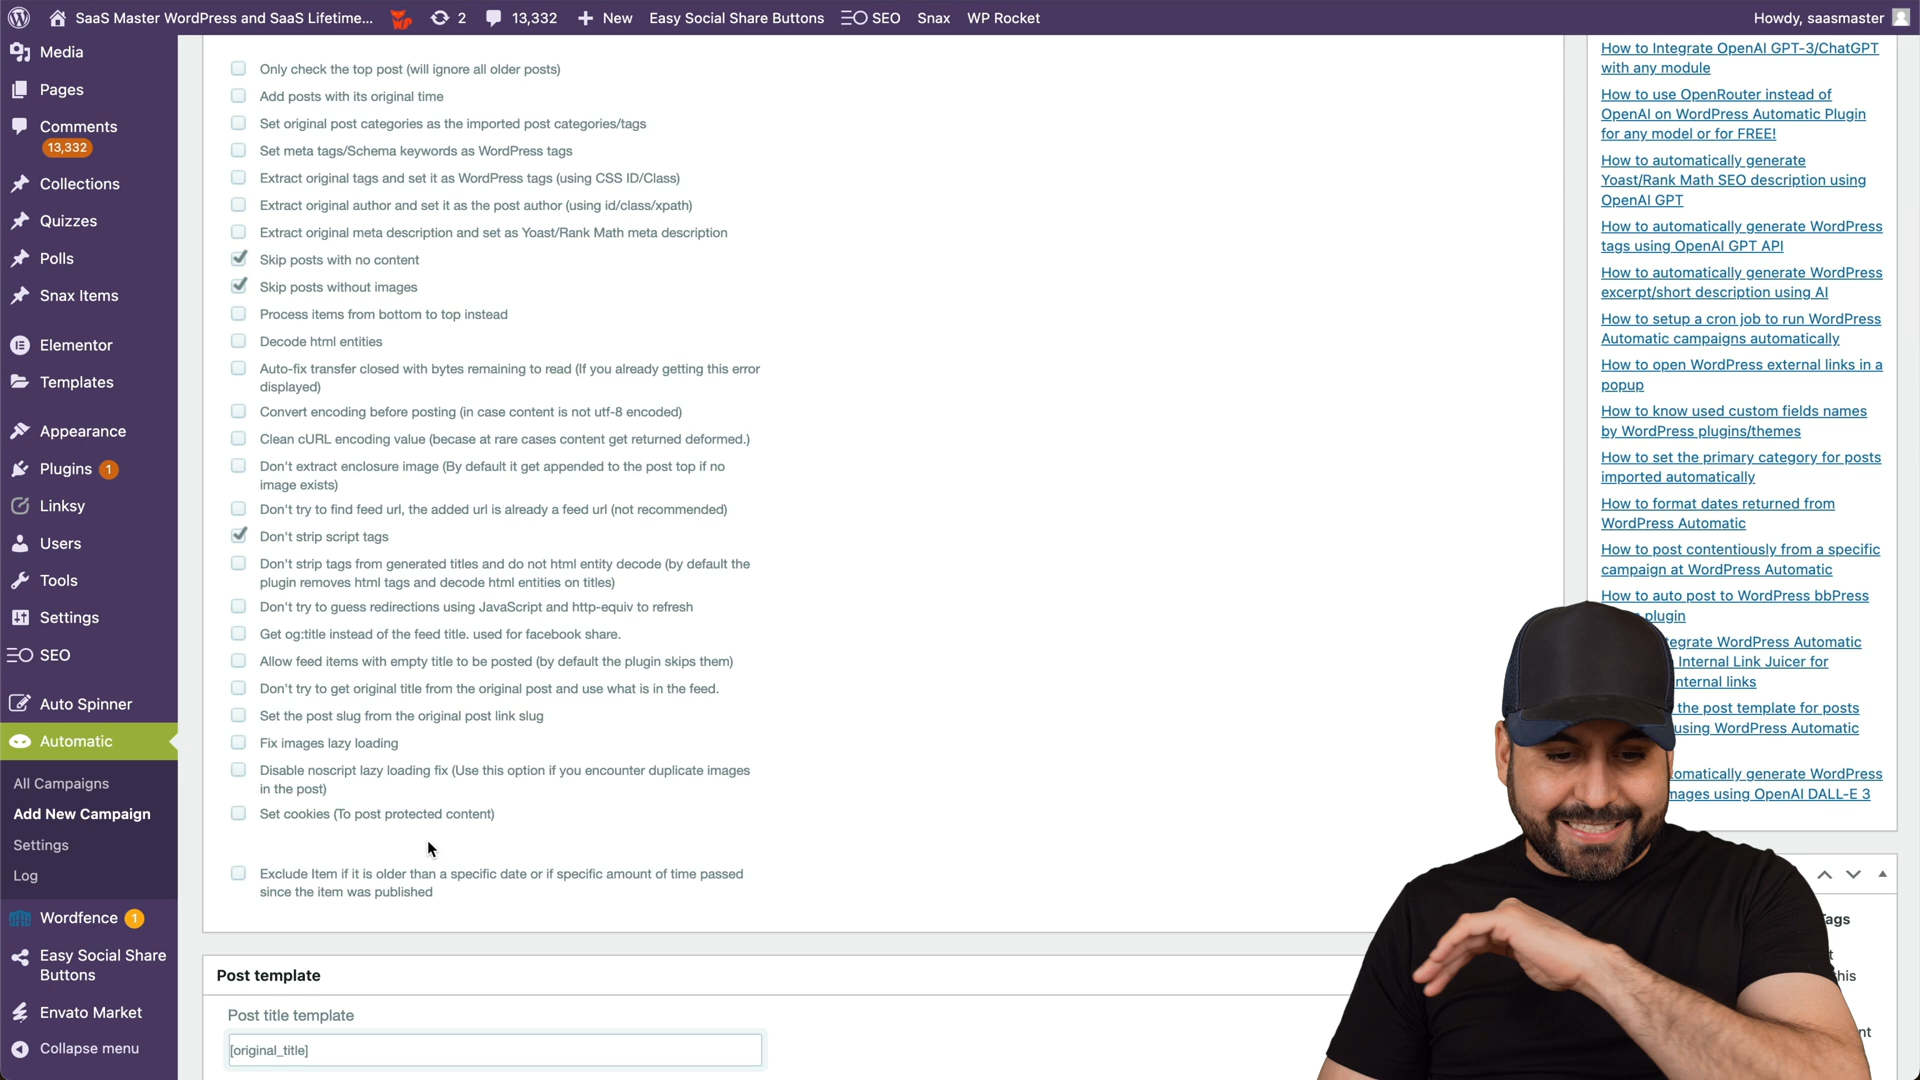 SaaS Master WordPress and SaaS Lifetime... 2 13,332 New Easy Social Share Buttons SEO Snax WP Rocket Howdy, saasmaster
Media
Pages
Comments
13,332
Collections
Quizzes
Polls
Snax Items
Elementor
Templates
Appearance
Plugins 1
Linksy
Users
Tools
Settings
SEO
Auto Spinner
Automatic
All Campaigns
Add New Campaign
Settings
Log
Wordfence 1
Easy Social Share
Buttons
Envato Market
Collapse menu
Only check the top post (will ignore all older posts)
Add posts with its original time
Set original post categories as the imported post categories/tags
Set meta tags/Schema keywords as WordPress tags
Extract original tags and set it as WordPress tags (using CSS ID/Class)
Extract original author and set it as the post author (using id/class/xpath)
Extract original meta description and set as Yoast/Rank Math meta description
Skip posts with no content
Skip posts without images
Process items from bottom to top instead
Decode html entities
Auto-fix transfer closed with bytes remaining to read (If you already getting this error
displayed)
Convert encoding before posting (in case content is not utf-8 encoded)
Clean cURL encoding value (becase at rare cases content get returned deformed.)
Don't extract enclosure image (By default it get appended to the post top if no
image exists)
Don't try to find feed url, the added url is already a feed url (not recommended)
Don't strip script tags
Don't strip tags from generated titles and do not html entity decode (by default the
plugin removes html tags and decode html entities on titles)
Don't try to guess redirections using JavaScript and http-equiv to refresh
Get og:title instead of the feed title. used for facebook share.
Allow feed items with empty title to be posted (by default the plugin skips them)
Don't try to get original title from the original post and use what is in the feed.
Set the post slug from the original post link slug
Fix images lazy loading
Disable noscript lazy loading fix (Use this option if you encounter duplicate images
in the post)
Set cookies (To post protected content)
Exclude Item if it is older than a specific date or if specific amount of time passed
since the item was published
Post template
Post title template
[original_title]
How to Integrate OpenAI GPT-3/ChatGPT
with any module
How to use OpenRouter instead of
OpenAI on WordPress Automatic Plugin
for any model or for FREE!
How to automatically generate
Yoast/Rank Math SEO description using
OpenAI GPT
How to automatically generate WordPress
tags using OpenAI GPT API
How to automatically generate WordPress
excerpt/short description using AI
How to setup a cron job to run WordPress
Automatic campaigns automatically
How to open WordPress external links in a
popup
How to know used custom fields names
by WordPress plugins/themes
How to set the primary category for posts
imported automatically
How to format dates returned from
WordPress Automatic
How to post contentiously from a specific
campaign at WordPress Automatic
How to auto post to WordPress bbPress
plugin
tegrate WordPress Automatic
Internal Link Juicer for
nternal links
the post template for posts
using WordPress Automatic
omatically generate WordPress
mages using OpenAI DALL-E 3
Tags
t
this
nt